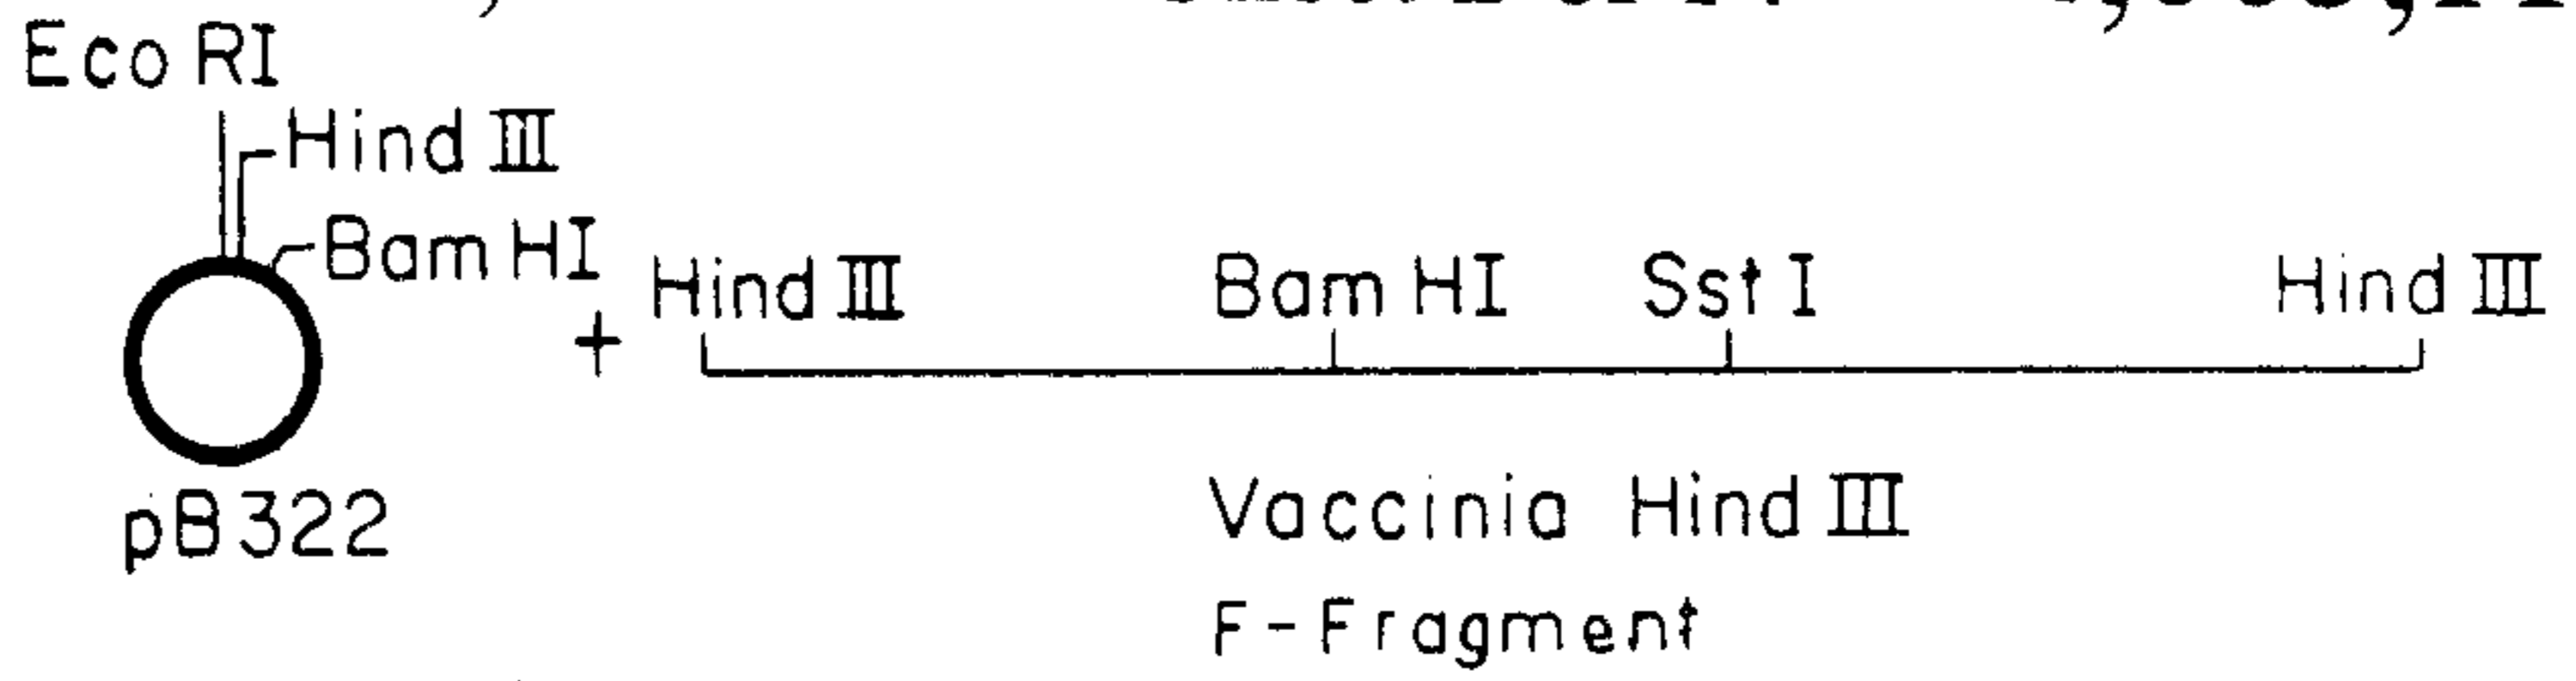 Eco RI
Hind III
Bam HI
+ Hind III Bam HI Sst I Hind III
pB322
Vaccinia Hind III
F-Fragment